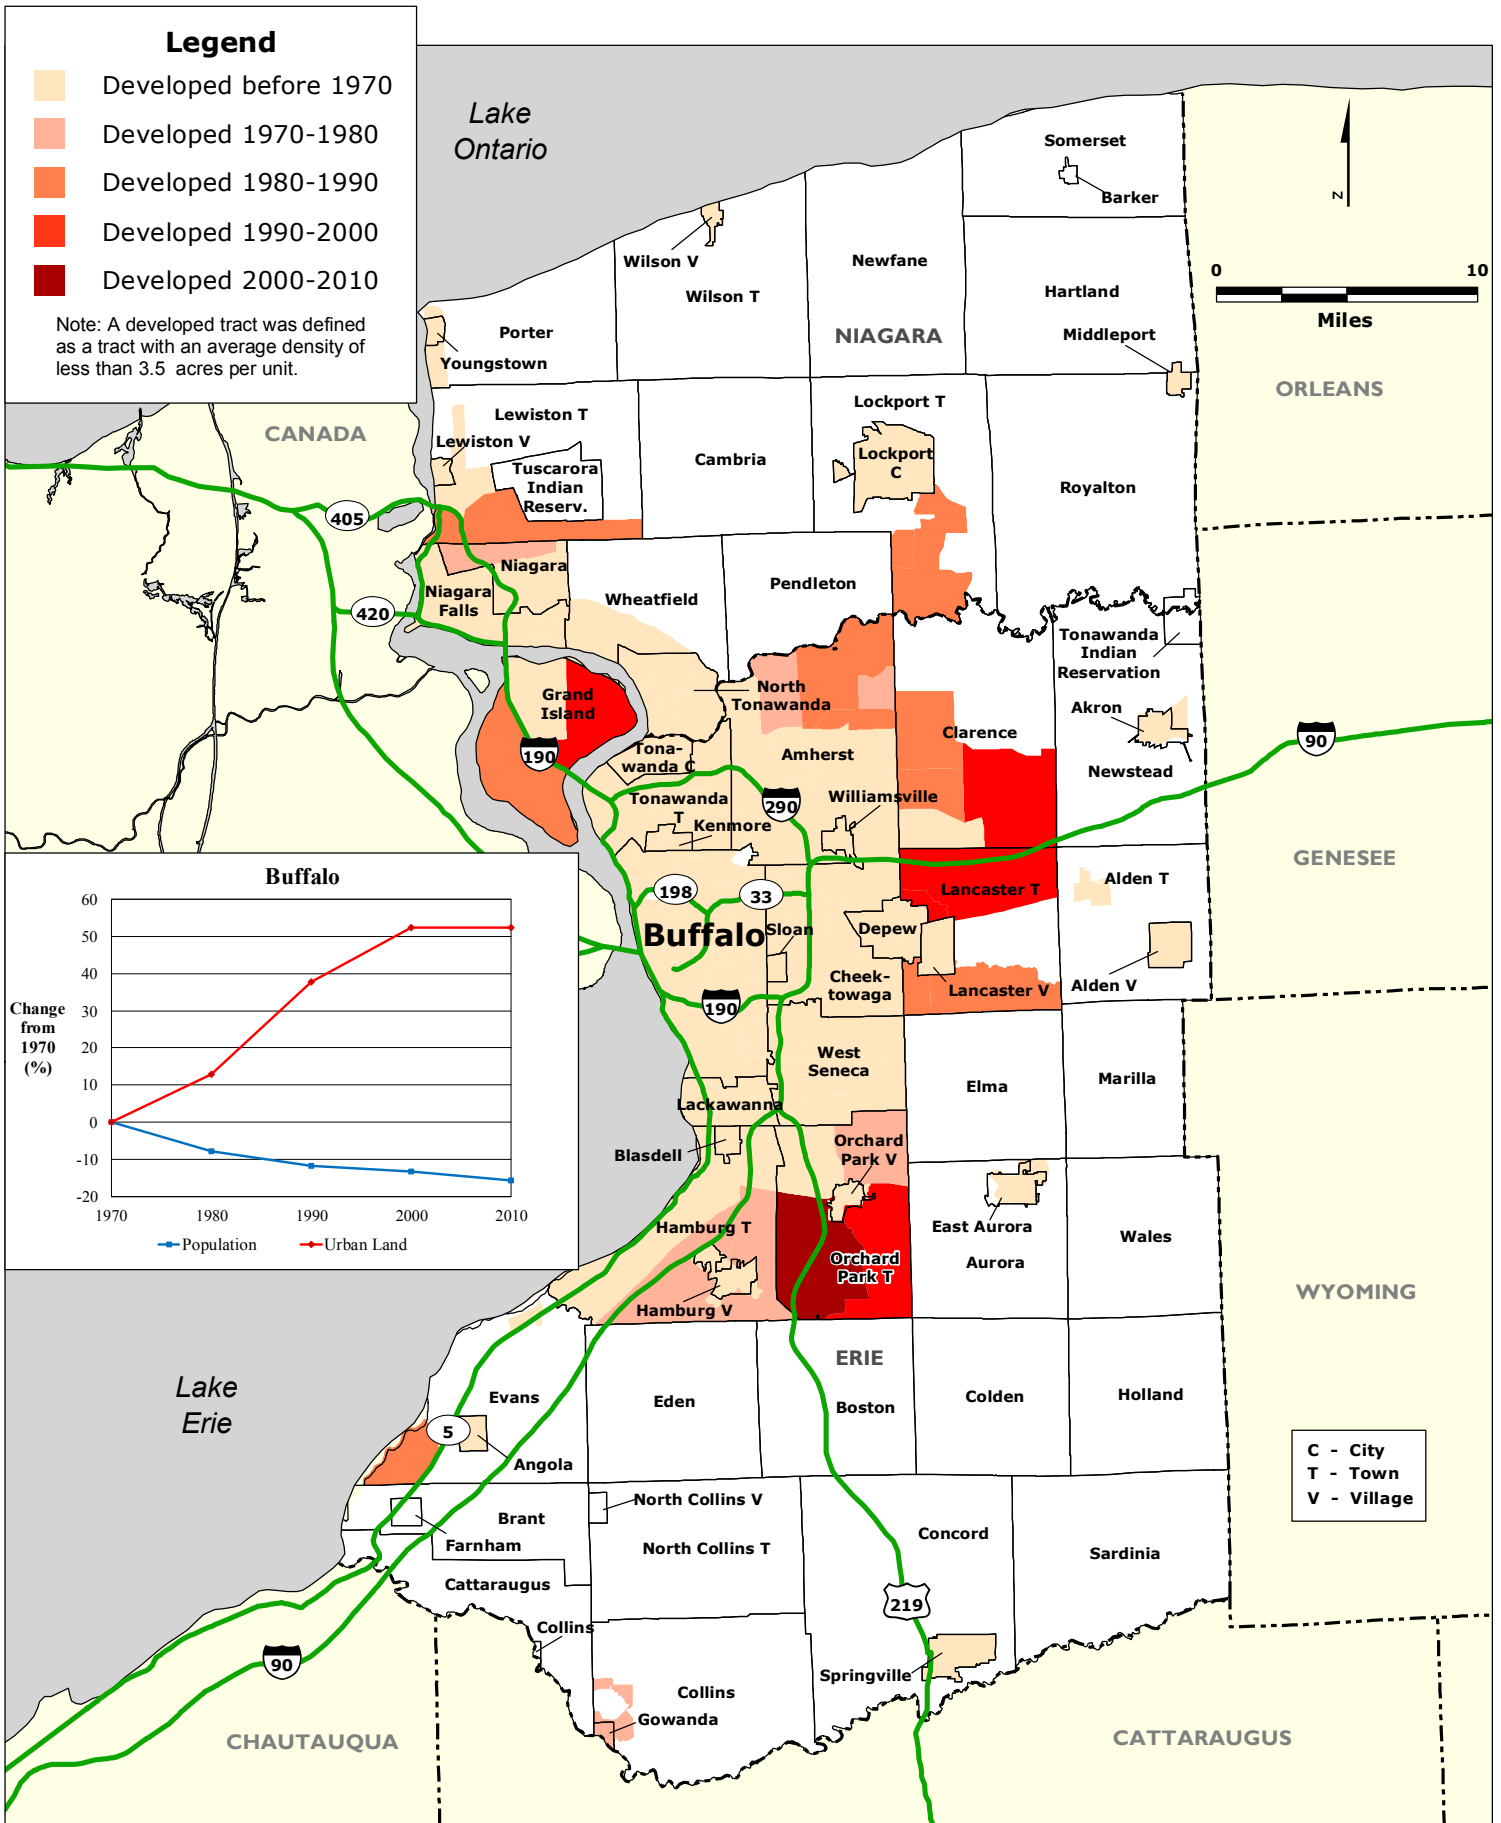 Legend
Developed before 1970
Developed 1970-1980
Developed 1980-1990
Developed 1990-2000
Developed 2000-2010
Note: A developed tract was defined
as a tract with an average density of
less than 3.5 acres per unit.
Lake
Ontario
Somerset
Barker
N
0 10
Miles
Wilson V
Wilson T
Newfane
Hartland
NIAGARA
Middleport
Porter
Youngstown
ORLEANS
CANADA
Lewiston T
Lewiston V
Tuscarora
Indian
Reserv.
Cambria
Lockport T
Lockport
C
Royalton
405
Niagara
Niagara
Falls
420
Wheatfield
Pendleton
Tonawanda
Indian
Reservation
Grand
Island
North
Tonawanda
Akron
Clarence
190
Tona-
wanda C
Amherst
90
Newstead
Tonawanda
T
290
Williamsville
Kenmore
GENESEE
Lancaster T
Alden T
198
33
Buffalo
Sloan
Depew
Cheek-
towaga
Lancaster V
Alden V
190
West
Seneca
Elma
Marilla
Lackawanna
Blasdell
Orchard
Park V
Hamburg T
East Aurora
Aurora
Wales
Orchard
Park T
Hamburg V
WYOMING
Buffalo
60
50
40
30
20
10
0
-10
-20
Change
from
1970
(%)
1970 1980 1990 2000 2010
Population Urban Land
Lake
Erie
ERIE
Evans
Eden
Boston
Colden
Holland
5
Angola
C - City
T - Town
V - Village
North Collins V
Brant
Farnham
North Collins T
Concord
Sardinia
Cattaraugus
219
Collins
90
Springville
Collins
Gowanda
CHAUTAUQUA
CATTARAUGUS